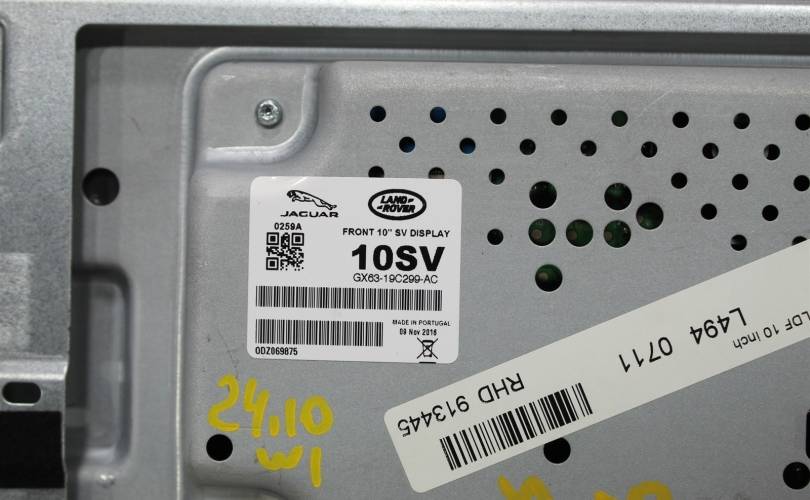 JAGUAR
LAND
ROVER
0259A
FRONT 10" SV DISPLAY
10SV
GX63-19C299-AC
MADE IN PORTUGAL
09 Nov 2018
ODZ069875
LDF 10 inch
L494 0711
RHD 913445
24.10
W1